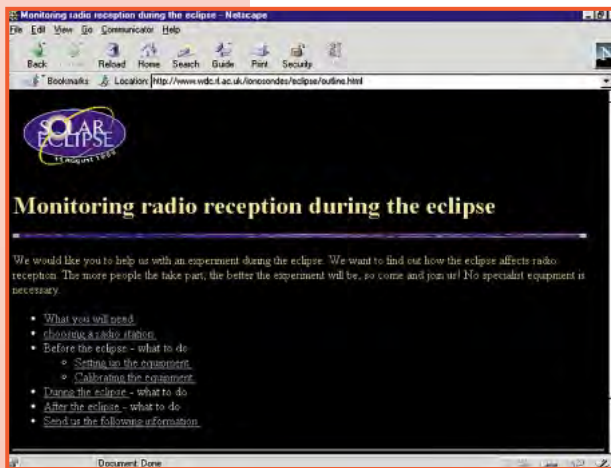 Monitoring radio reception during the eclipse - Netscape
File Edit View Go Communicator Help
Back Reload Home Search Guide Print Security
Bookmarks Location: http://www.wdc.rl.ac.uk/ionosondes/eclipse/outline.html
SOLAR
ECLIPSE
11 August 1999
Monitoring radio reception during the eclipse
We would like you to help us with an experiment during the eclipse. We want to find out how the eclipse affects radio
reception. The more people the take part, the better the experiment will be, so come and join us! No specialist equipment is
necessary.
What you will need
choosing a radio station
Before the eclipse - what to do
Setting up the equipment
Calibrating the equipment
During the eclipse - what to do
After the eclipse - what to do
Send us the following information
Document: Done